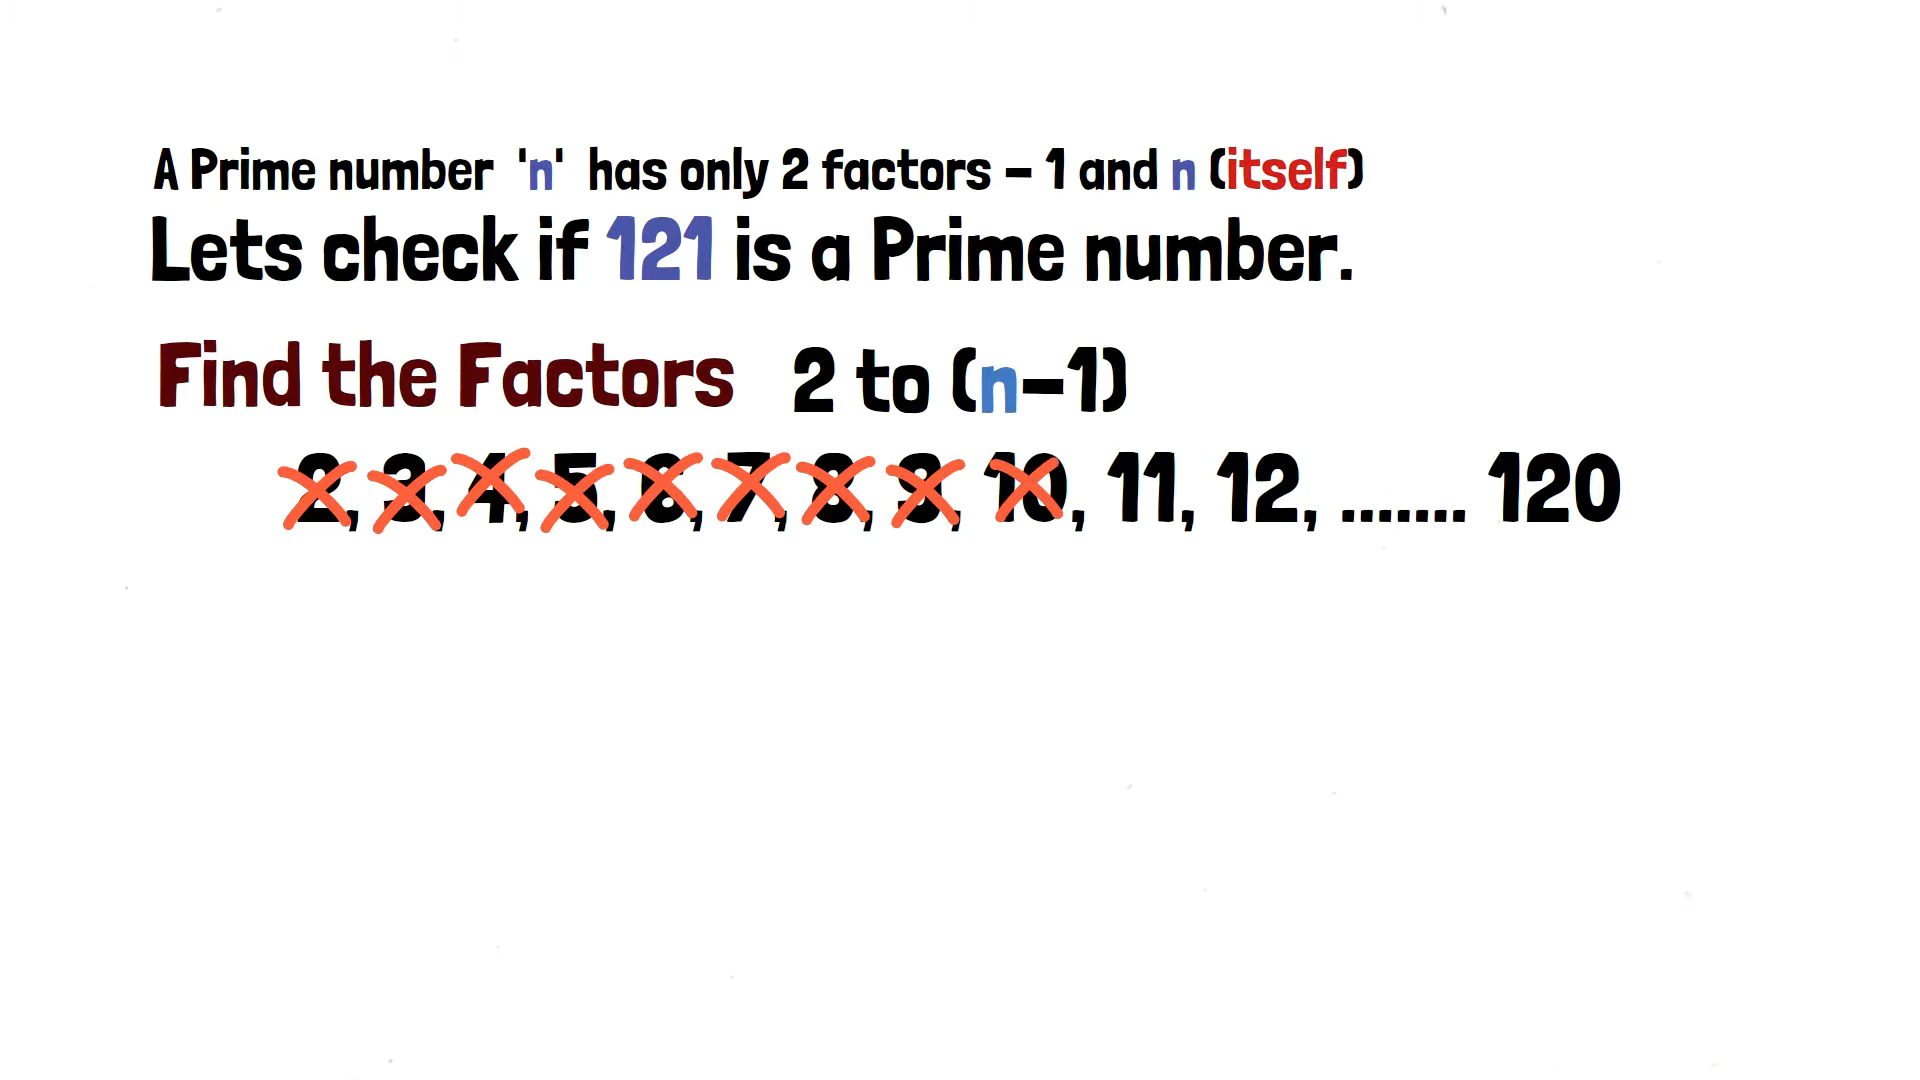 A Prime number 'n' has only 2 factors - 1 and n (itself)
Lets check if 121 is a Prime number.
Find the Factors 2 to (n-1)
2, 3, 4, 5, 6, 7, 8, 9, 10, 11, 12, ....... 120